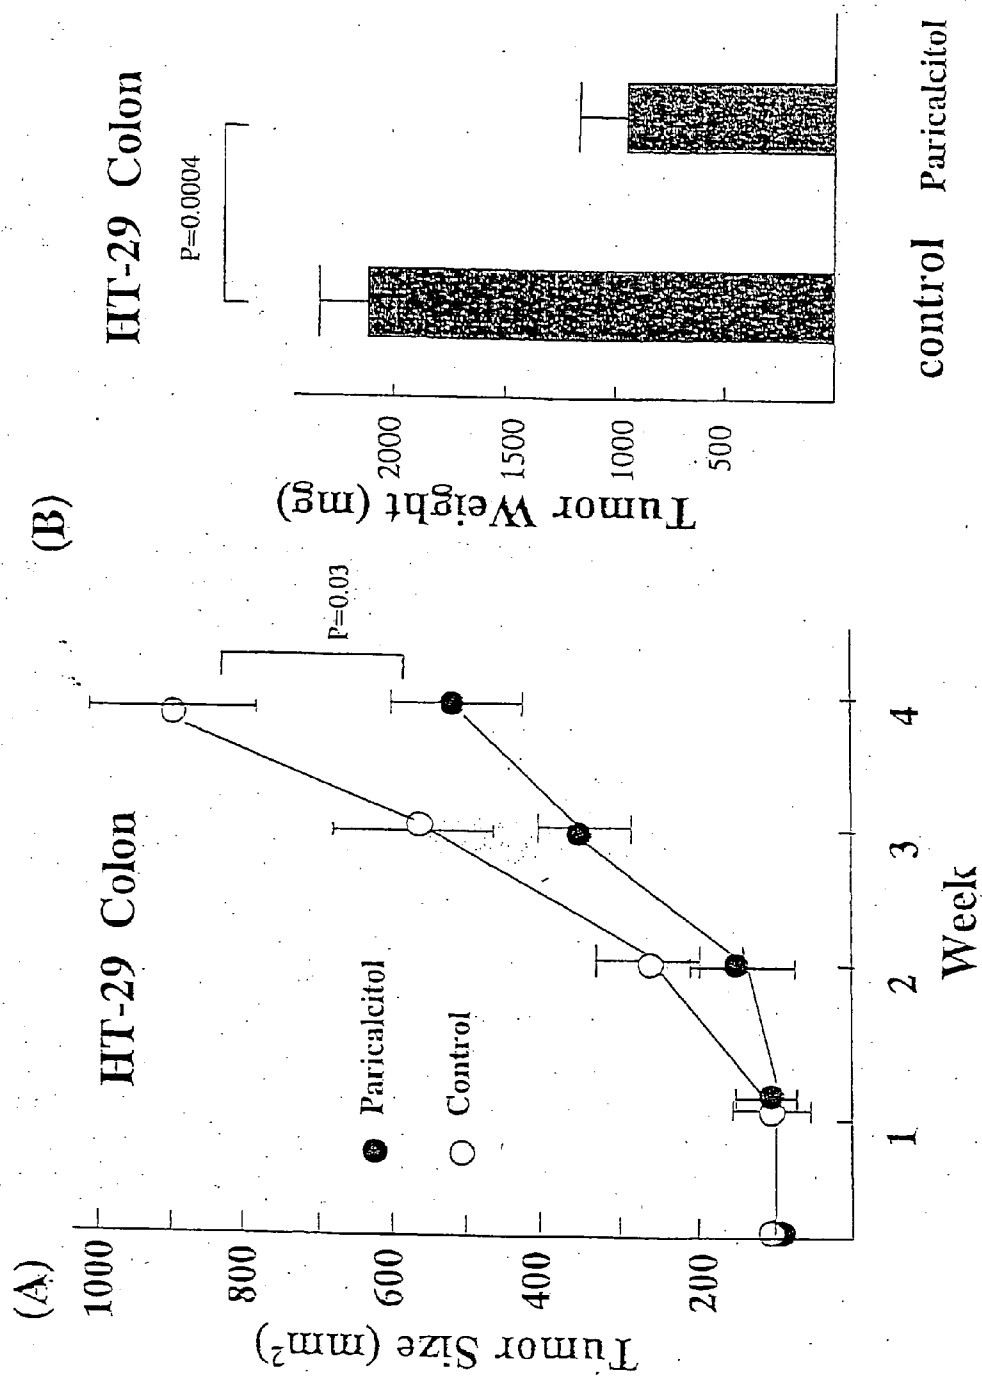 (A)
HT-29 Colon
Tumor Size (mm²)
1000
800
600
400
200
Paricalcitol
Control
P=0.03
1
2
3
4
Week
(B)
HT-29 Colon
P=0.0004
Tumor Weight (mg)
2000
1500
1000
500
control
Paricalcitol